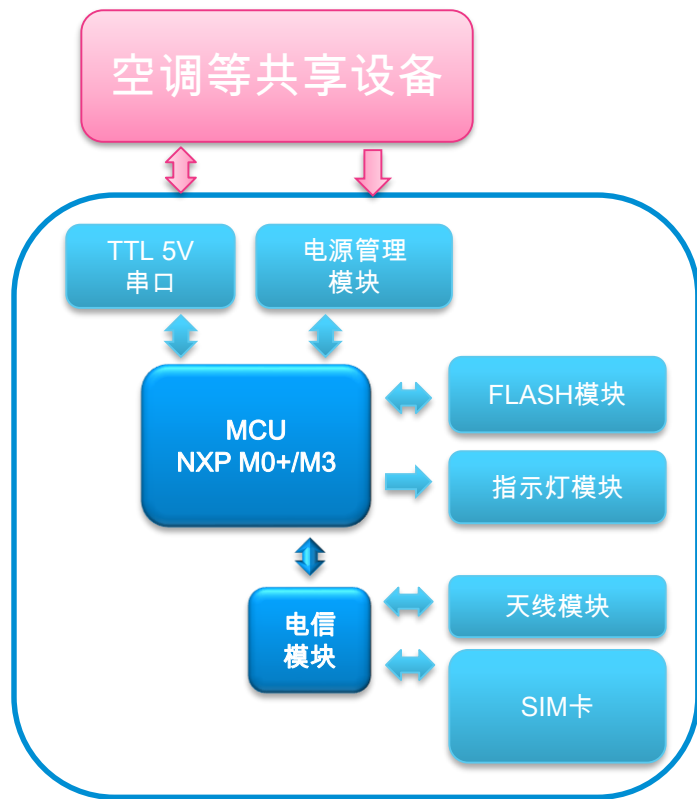 空调等共享设备
TTL 5V
串口
电源管理
模块
MCU
NXP M0+/M3
FLASH模块
指示灯模块
电信
模块
天线模块
SIM卡